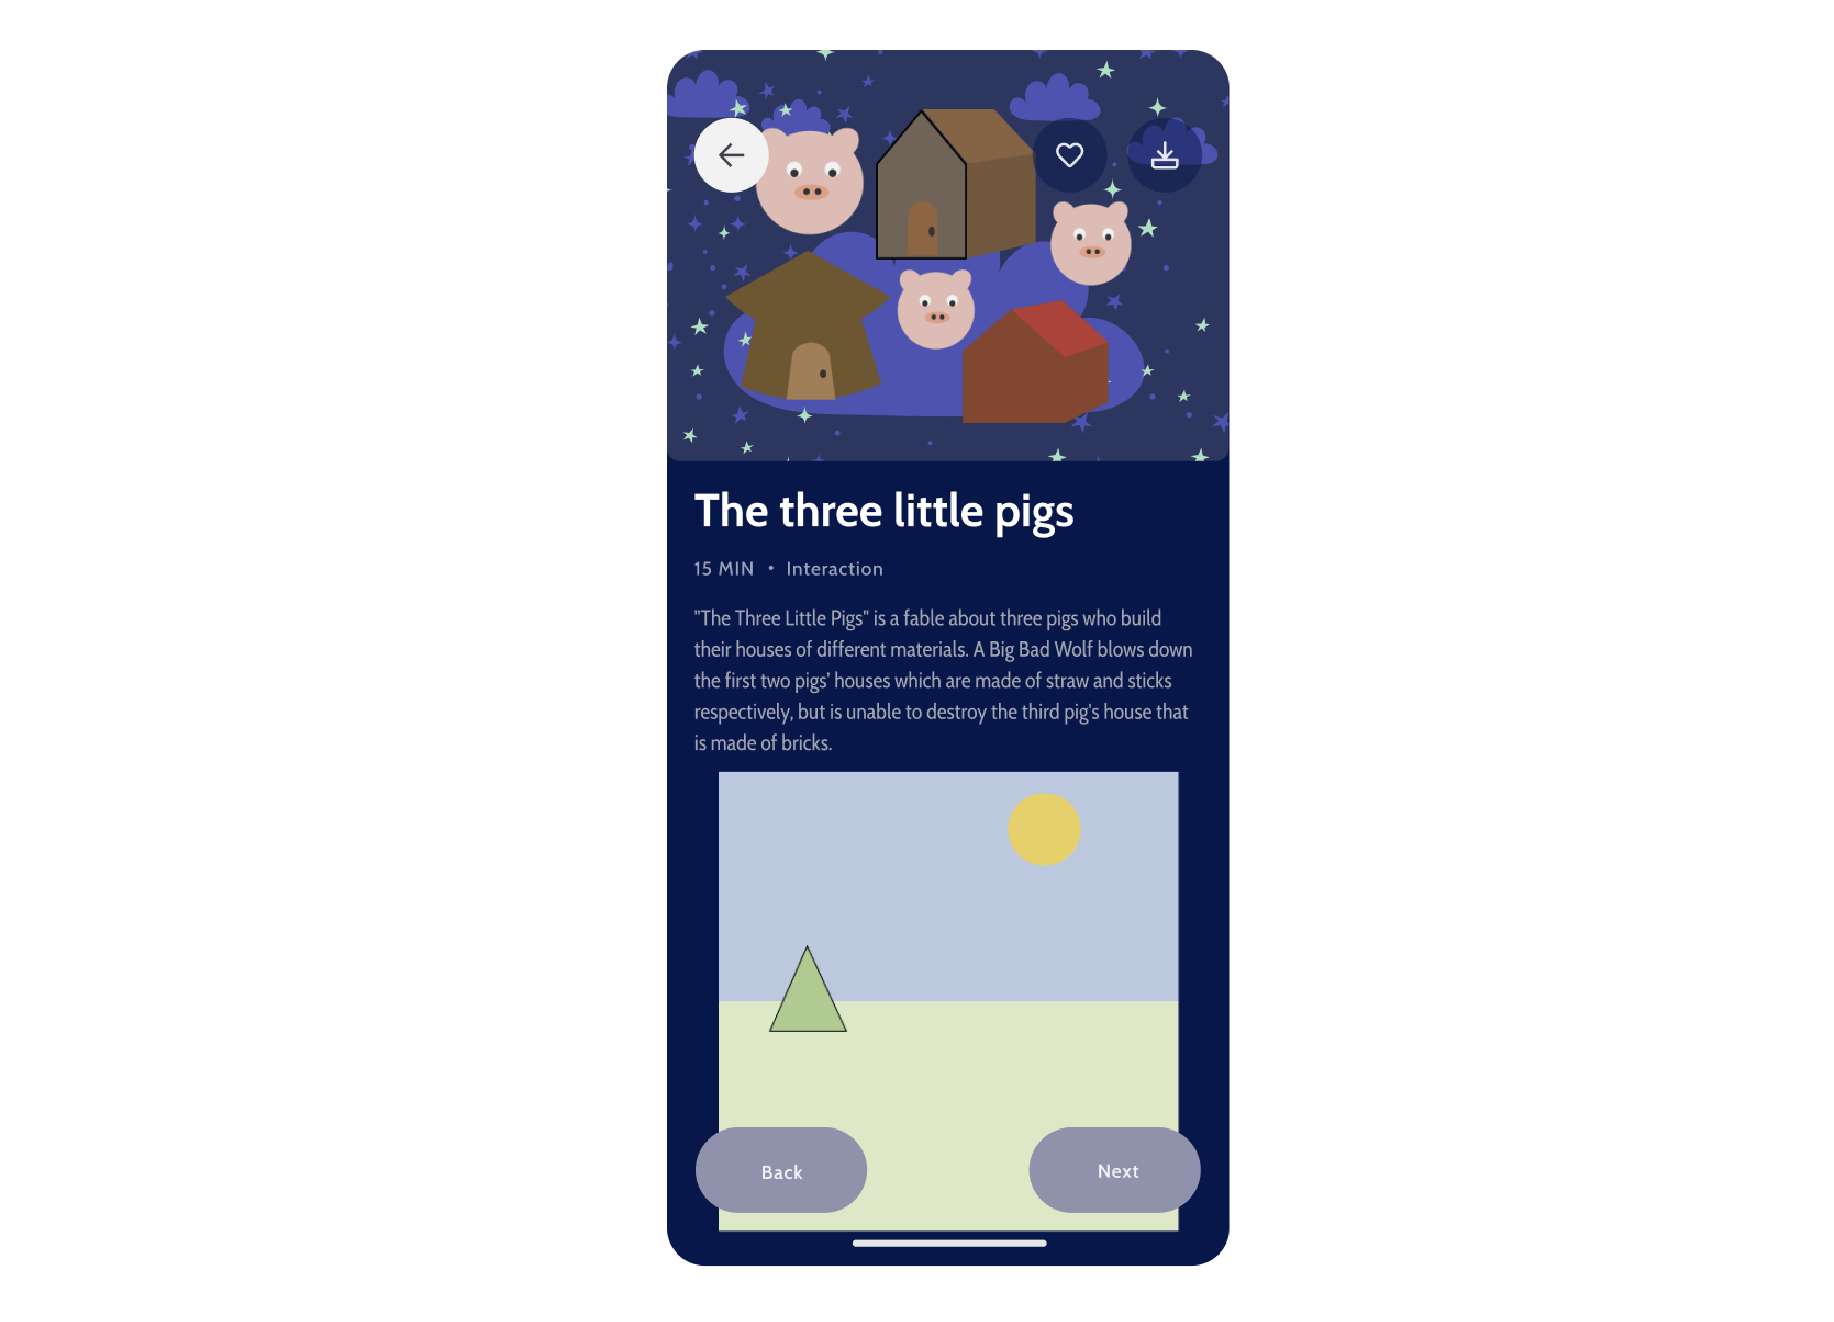 The three little pigs
15 MIN • Interaction
"The Three Little Pigs" is a fable about three pigs who build
their houses of different materials. A Big Bad Wolf blows down
the first two pigs' houses which are made of straw and sticks
respectively, but is unable to destroy the third pig's house that
is made of bricks.
Back
Next